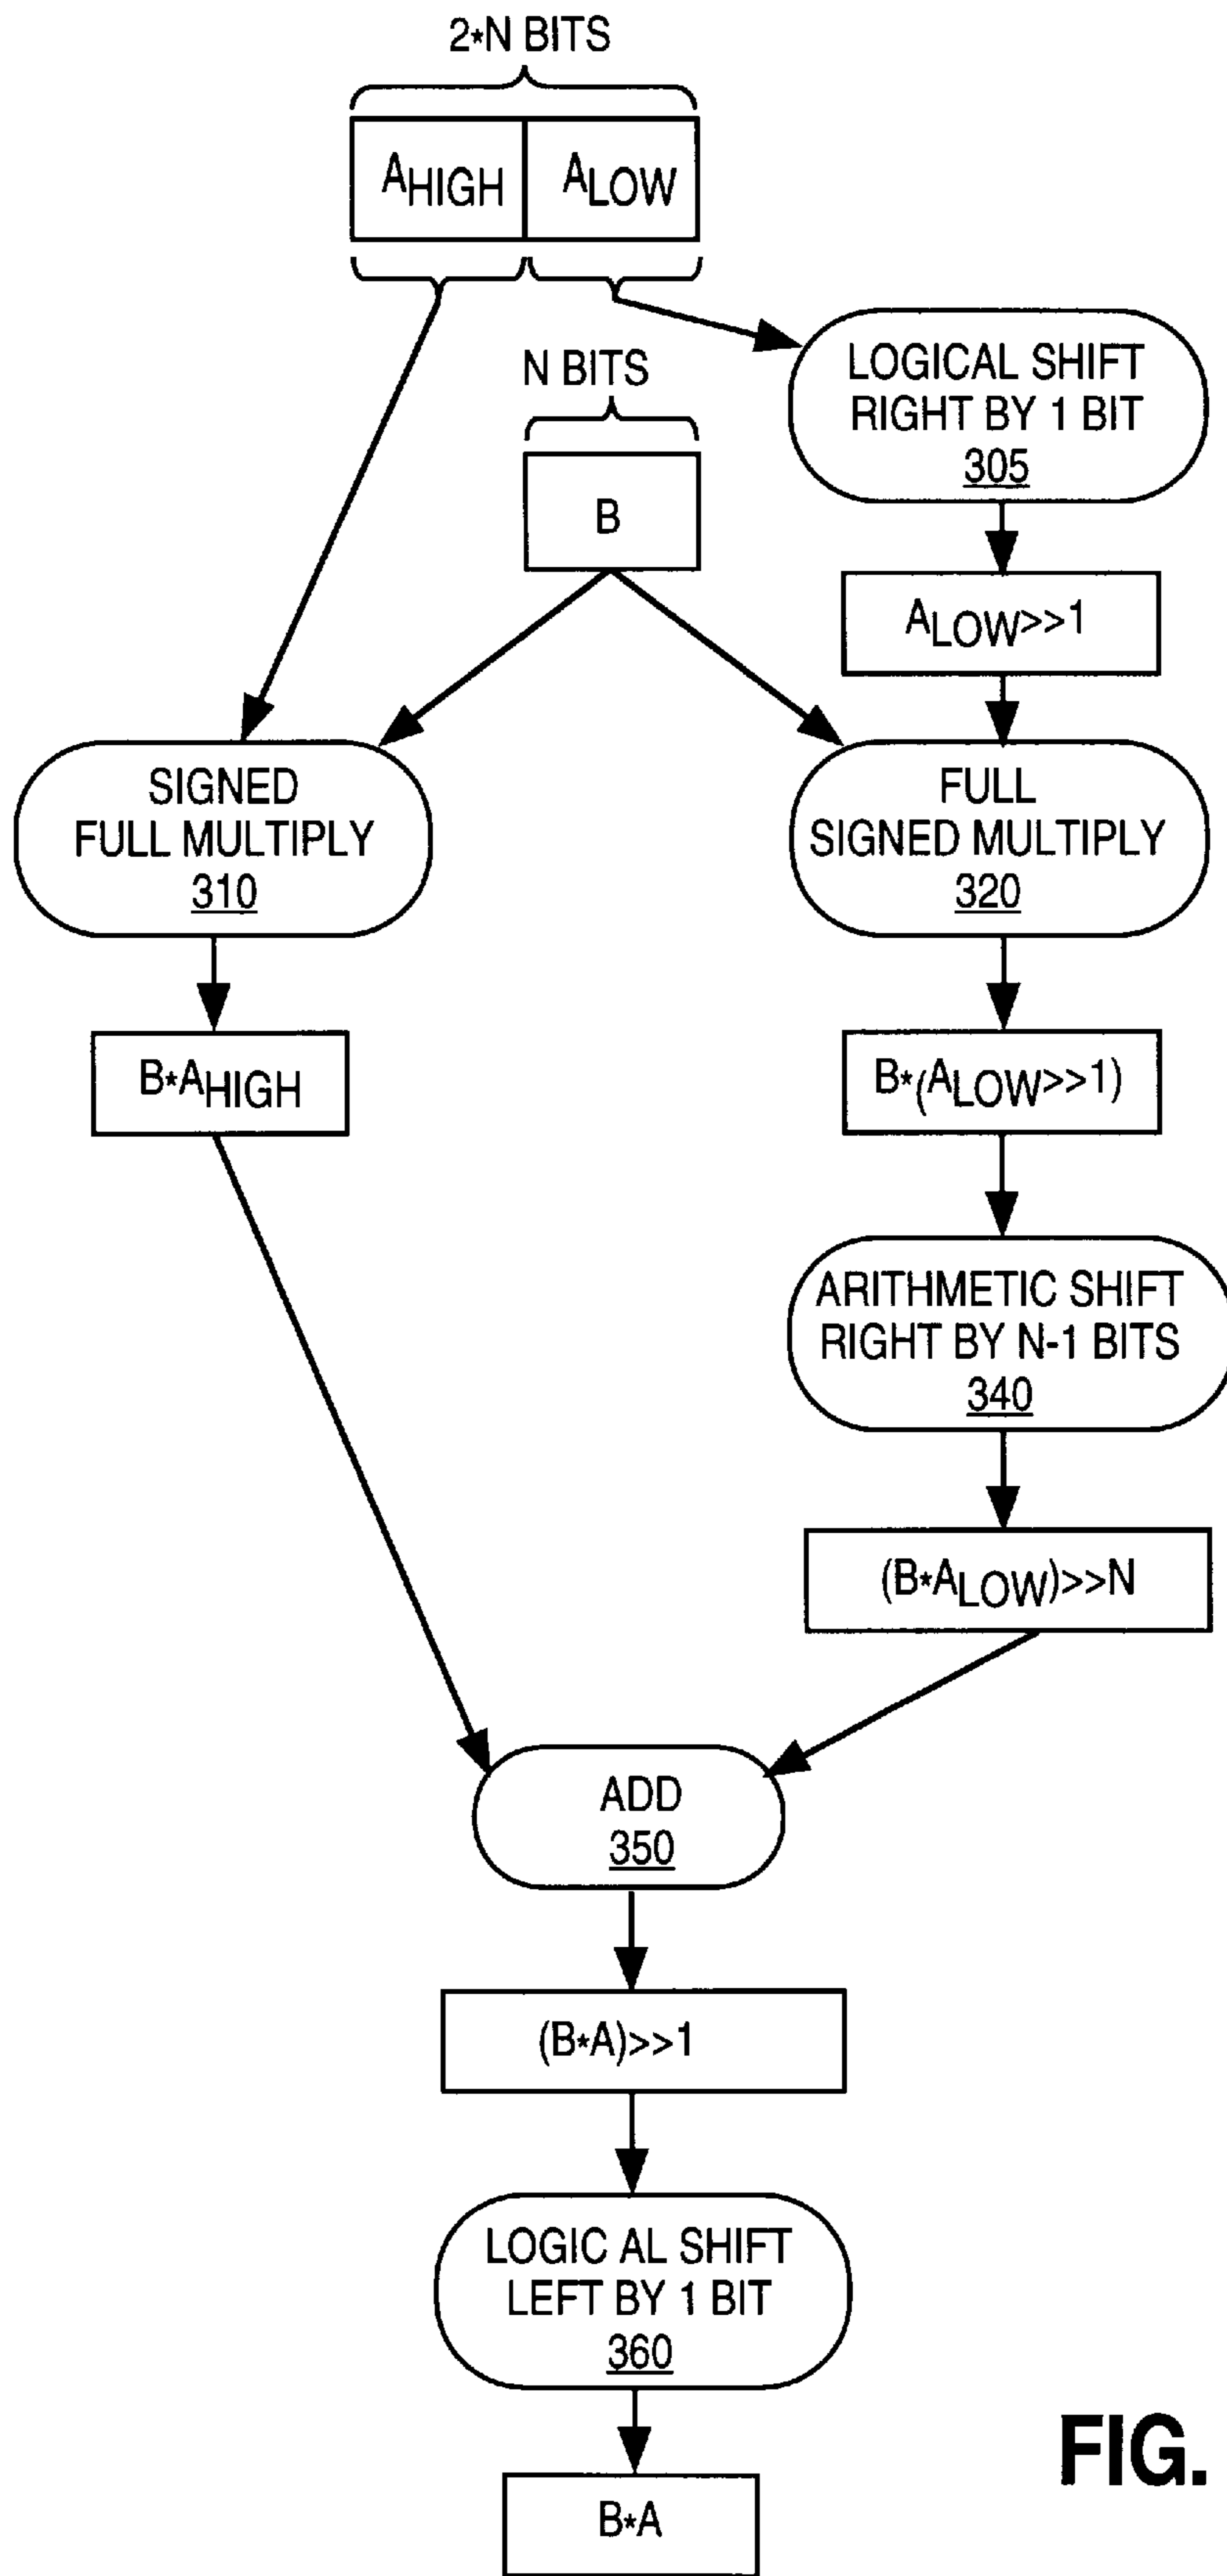 2*N BITS
AHIGH ALOW
N BITS
B
LOGICAL SHIFT
RIGHT BY 1 BIT
305
ALOW>>1
SIGNED
FULL MULTIPLY
310
FULL
SIGNED MULTIPLY
320
B*AHIGH
B*(ALOW>>1)
ARITHMETIC SHIFT
RIGHT BY N-1 BITS
340
(B*ALOW)>>N
ADD
350
(B*A)>>1
LOGIC AL SHIFT
LEFT BY 1 BIT
360
B*A
FIG.